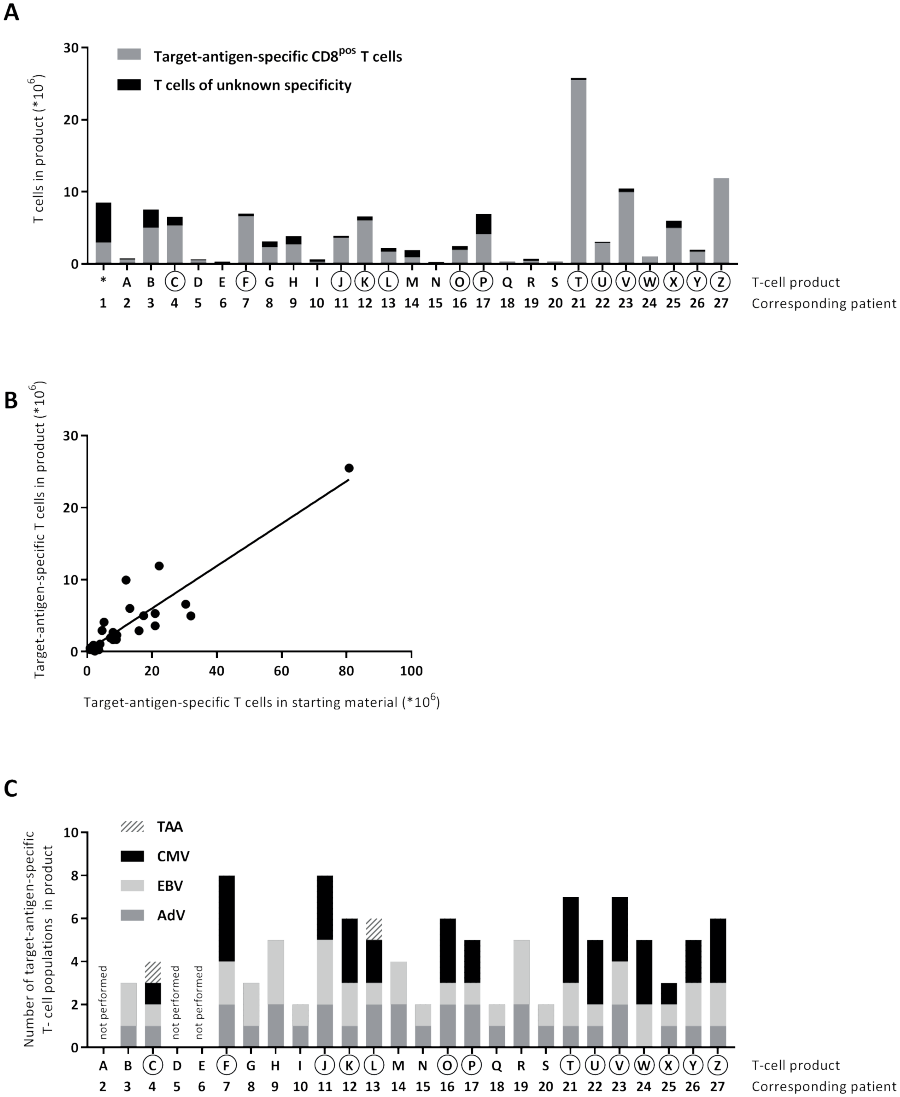 A
T cells in product (*10⁶)
30
20
10
0
Target-antigen-specific CD8ᵖᵒˢ T cells
T cells of unknown specificity
* A B C D E F G H I J K L M N O P Q R S T U V W X Y Z T-cell product
1 2 3 4 5 6 7 8 9 10 11 12 13 14 15 16 17 18 19 20 21 22 23 24 25 26 27 Corresponding patient
B
Target-antigen-specific T cells in product (*10⁶)
30
20
10
0
0 20 40 60 80 100
Target-antigen-specific T cells in starting material (*10⁶)
C
Number of target-antigen-specific
T- cell populations in product
10
8
6
4
2
0
TAA
CMV
EBV
AdV
not performed
not performed
not performed
A B C D E F G H I J K L M N O P Q R S T U V W X Y Z T-cell product
2 3 4 5 6 7 8 9 10 11 12 13 14 15 16 17 18 19 20 21 22 23 24 25 26 27 Corresponding patient